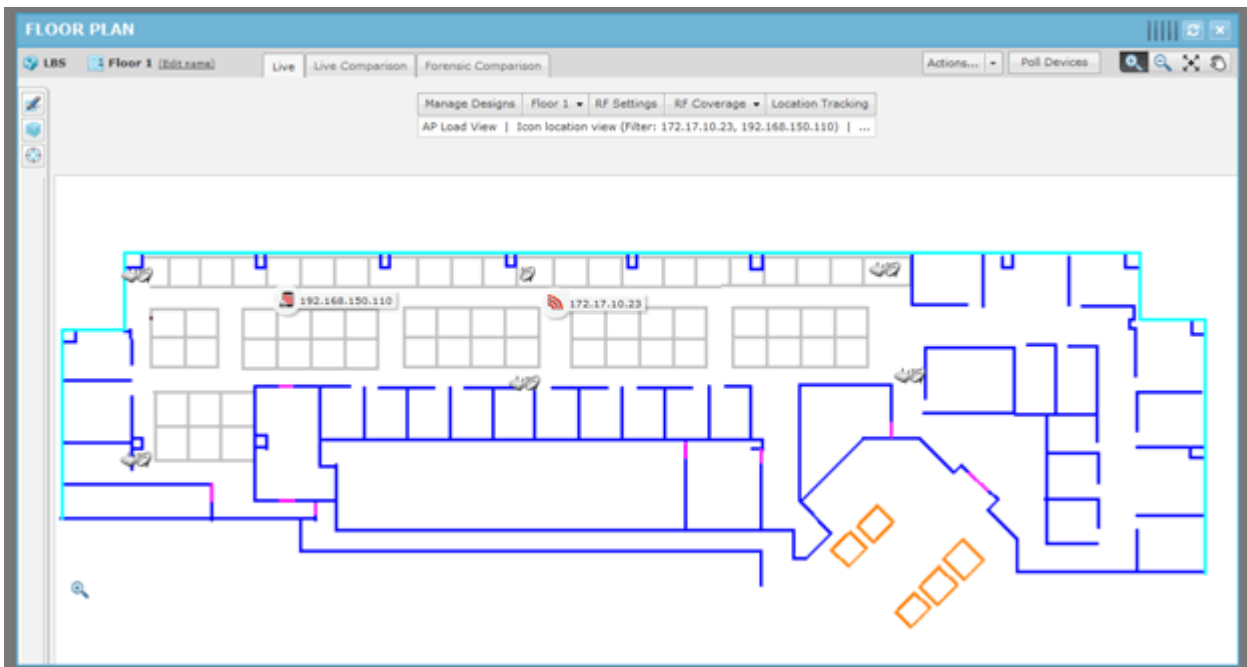 FLOOR PLAN
LBS Floor 1 (Edit name) Live Live Comparison Forensic Comparison Actions... Poll Devices
Manage Designs Floor 1 RF Settings RF Coverage Location Tracking
AP Load View | Icon location view (Filter: 172.17.10.23, 192.168.150.110) | ...
192.168.150.110
172.17.10.23